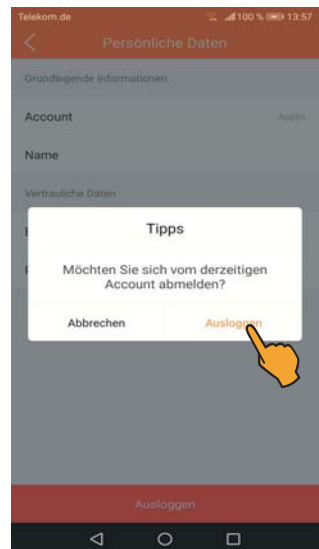 Telekom.de 100 % 13:57
Persönliche Daten
Grundlegende Informationen
Account
Name
Vertrauliche Daten
Tipps
Möchten Sie sich vom derzeitigen
Account abmelden?
Abbrechen Ausloggen
Ausloggen